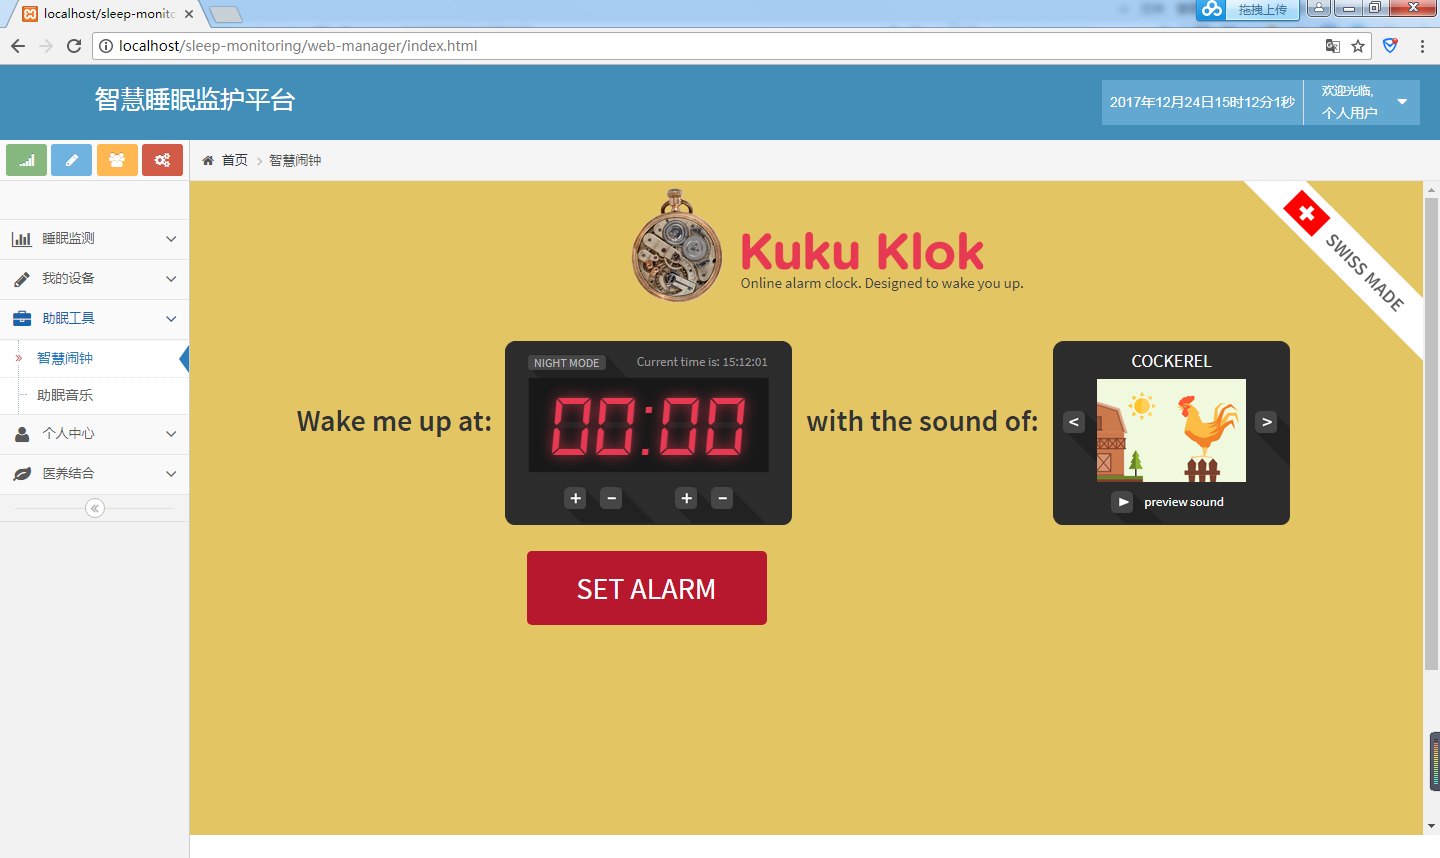 localhost/sleep-monito
拖拽上传
localhost/sleep-monitoring/web-manager/index.html
智慧睡眠监护平台
2017年12月24日15时12分1秒
欢迎光临,
个人用户
首页
智慧闹钟
睡眠监测
我的设备
助眠工具
智慧闹钟
助眠音乐
个人中心
医养结合
Kuku Klok
Online alarm clock. Designed to wake you up.
SWISS MADE
Wake me up at:
NIGHT MODE
Current time is: 15:12:01
00:00
+ - + -
with the sound of:
COCKEREL
< >
preview sound
SET ALARM